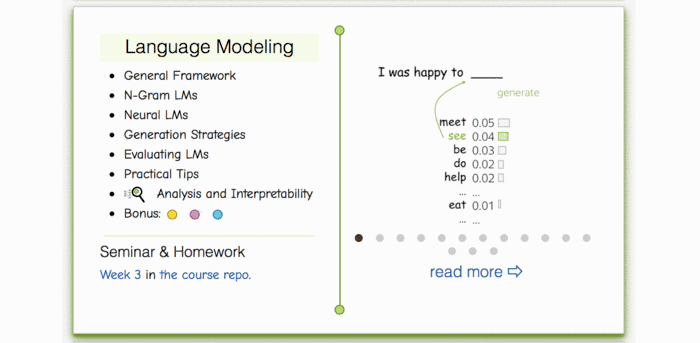 Language Modeling
General Framework
N-Gram LMs
Neural LMs
Generation Strategies
Evaluating LMs
Practical Tips
Analysis and Interpretability
Bonus:
Seminar & Homework
Week 3 in the course repo.
I was happy to ____
generate
meet 0.05
see 0.04
be 0.03
do 0.02
help 0.02
... ...
eat 0.01
... ...
read more ⇨